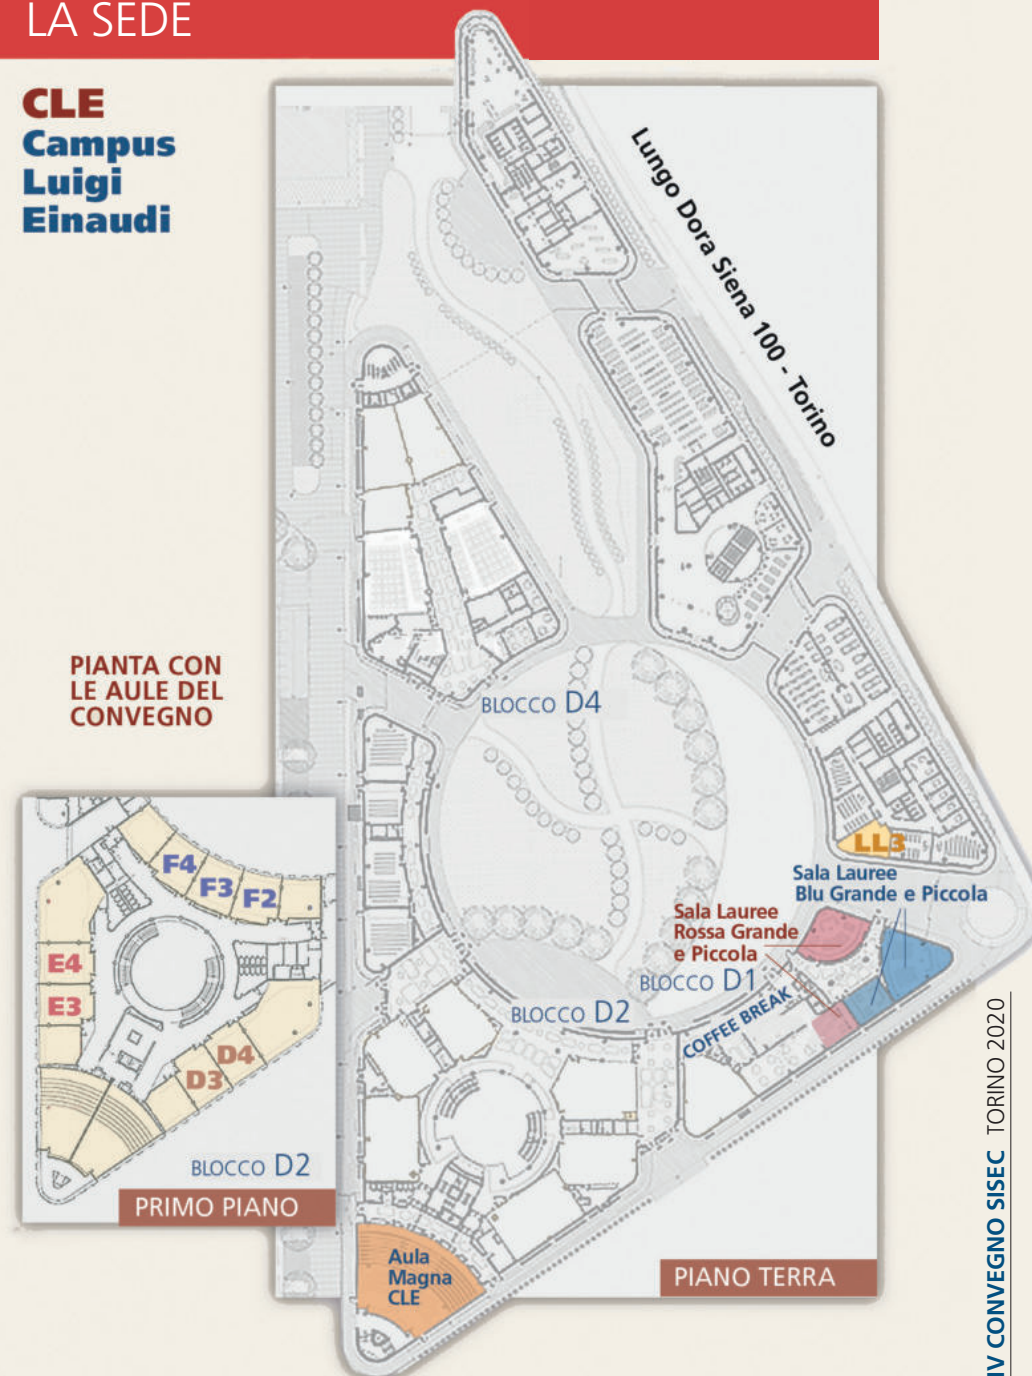 LA SEDE
CLE
Campus
Luigi
Einaudi
Lungo Dora Siena 100 - Torino
PIANTA CON
LE AULE DEL
CONVEGNO
BLOCCO D4
LL3
Sala Lauree
Blu Grande e Piccola
Sala Lauree
Rossa Grande
e Piccola
BLOCCO D1
BLOCCO D2
COFFEE BREAK
F4
F3
F2
E4
E3
D4
D3
BLOCCO D2
PRIMO PIANO
Aula
Magna
CLE
PIANO TERRA
IV CONVEGNO SISEC TORINO 2020